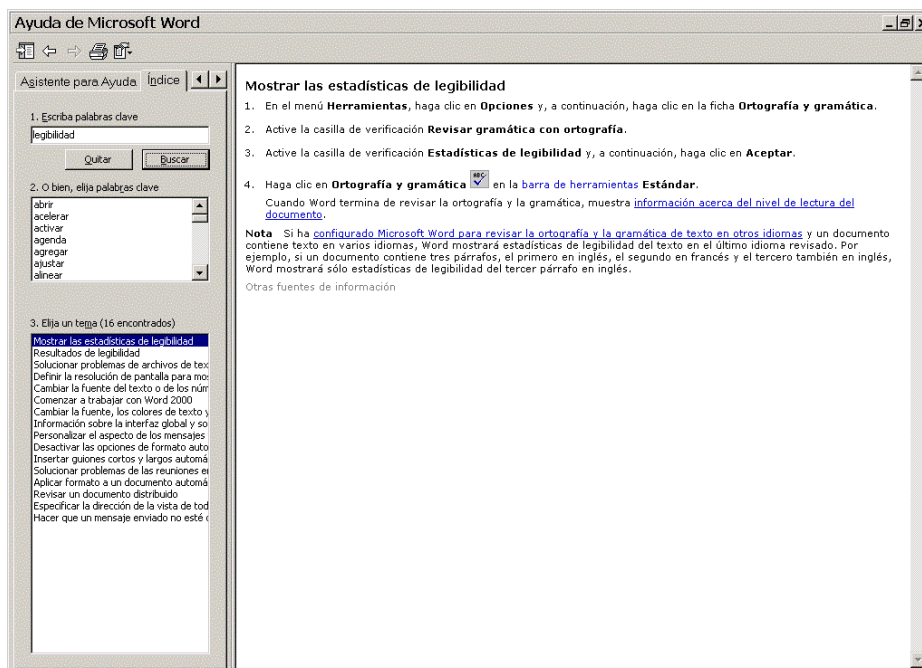 Ayuda de Microsoft Word
Asistente para Ayuda Índice
1. Escriba palabras clave
legibilidad
Quitar Buscar
2. O bien, elija palabras clave
abrir
acelerar
activar
agenda
agregar
ajustar
alinear
3. Elija un tema (16 encontrados)
Mostrar las estadísticas de legibilidad
Resultados de legibilidad
Solucionar problemas de archivos de tex
Definir la resolución de pantalla para mos
Cambiar la fuente del texto o de los núm
Comenzar a trabajar con Word 2000
Cambiar la fuente, los colores de texto y
Información sobre la interfaz global y so
Personalizar el aspecto de los mensajes
Desactivar las opciones de formato auto
Insertar guiones cortos y largos automá
Solucionar problemas de las reuniones e
Aplicar formato a un documento automá
Revisar un documento distribuido
Especificar la dirección de la vista de tod
Hacer que un mensaje enviado no esté
Mostrar las estadísticas de legibilidad
1. En el menú Herramientas, haga clic en Opciones y, a continuación, haga clic en la ficha Ortografía y gramática.
2. Active la casilla de verificación Revisar gramática con ortografía.
3. Active la casilla de verificación Estadísticas de legibilidad y, a continuación, haga clic en Aceptar.
4. Haga clic en Ortografía y gramática ABC en la barra de herramientas Estándar.
Cuando Word termina de revisar la ortografía y la gramática, muestra información acerca del nivel de lectura del
documento.
Nota Si ha configurado Microsoft Word para revisar la ortografía y la gramática de texto en otros idiomas y un documento
contiene texto en varios idiomas, Word mostrará estadísticas de legibilidad del texto en el último idioma revisado. Por
ejemplo, si un documento contiene tres párrafos, el primero en inglés, el segundo en francés y el tercero también en inglés,
Word mostrará sólo estadísticas de legibilidad del tercer párrafo en inglés.
Otras fuentes de información